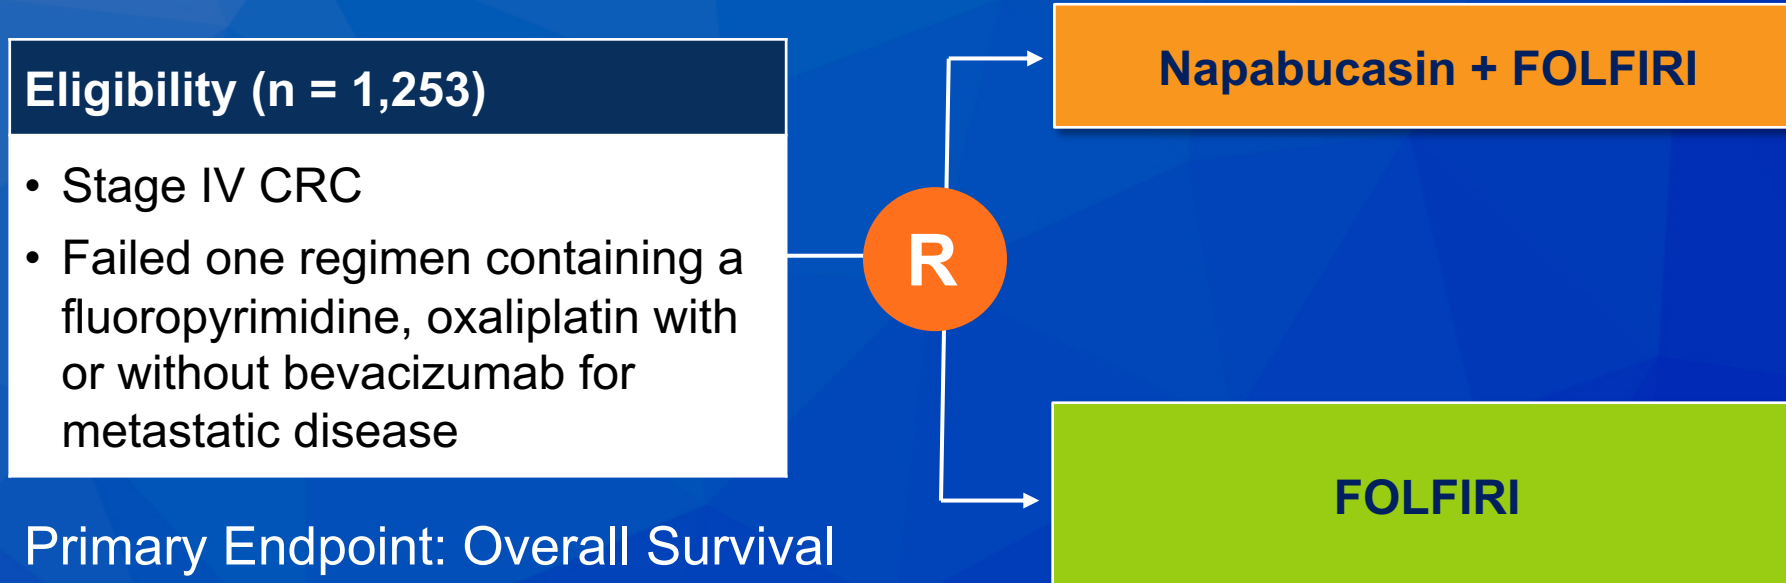 Eligibility (n = 1,253)
• Stage IV CRC
• Failed one regimen containing a
fluoropyrimidine, oxaliplatin with
or without bevacizumab for
metastatic disease
Primary Endpoint: Overall Survival
R
Napabucasin + FOLFIRI
FOLFIRI